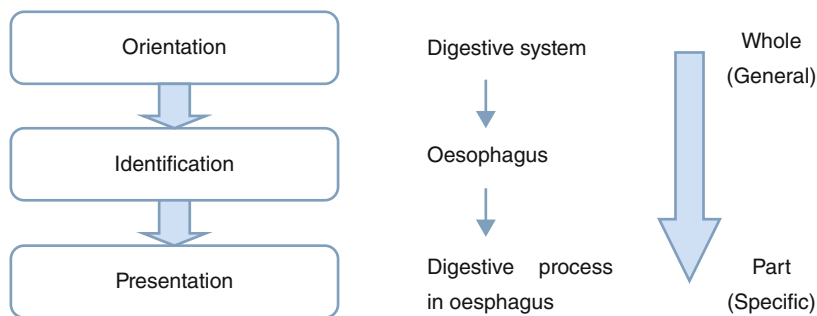 Orientation
Identification
Presentation
Digestive system
Oesophagus
Digestive process
in oesphagus
Whole
(General)
Part
(Specific)